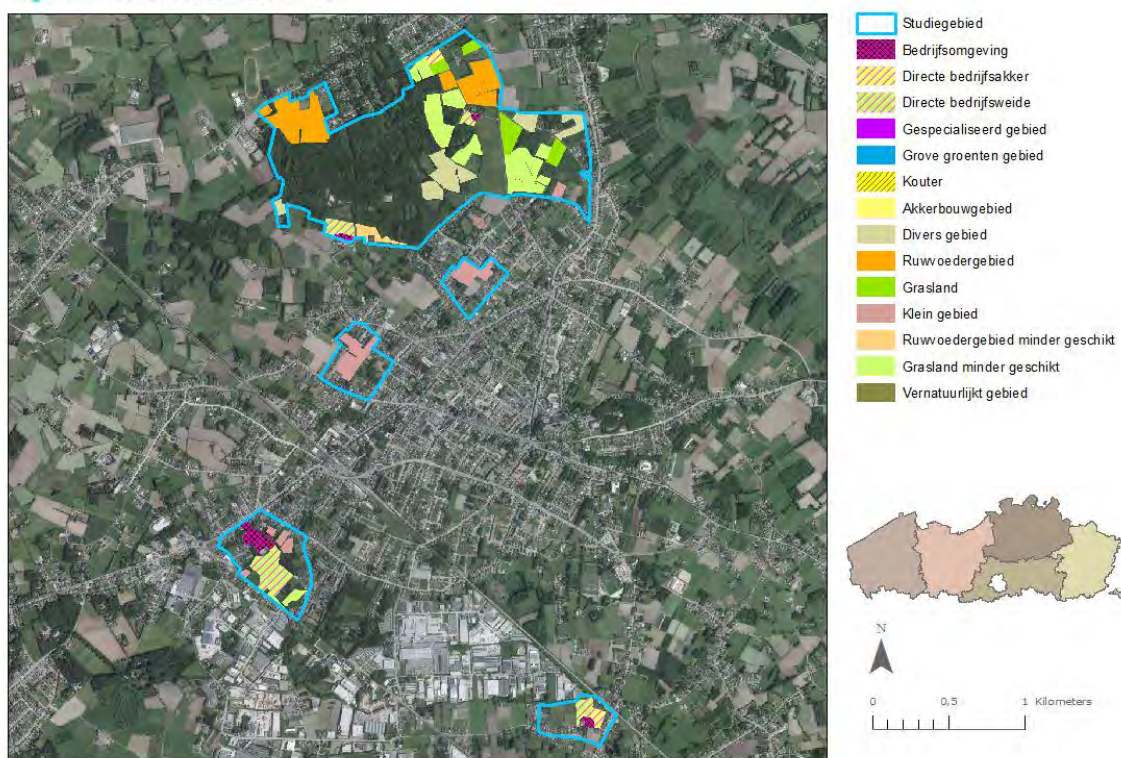 Studiegebied
Bedrijfsomgeving
Directe bedrijfsakker
Directe bedrijfsweide
Gespecialiseerd gebied
Grove groenten gebied
Kouter
Akkerbouwgebied
Divers gebied
Ruwvoedergebied
Grasland
Klein gebied
Ruwvoedergebied minder geschikt
Grasland minder geschikt
Vernatuurlijkt gebied
N
0 0,5 1 Kilometers